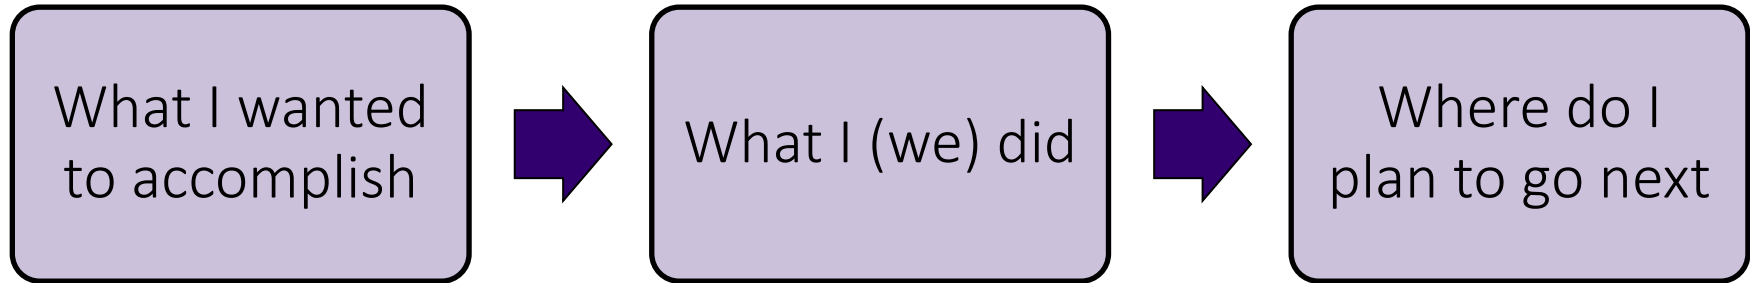 What I wanted
to accomplish
What I (we) did
Where do I
plan to go next